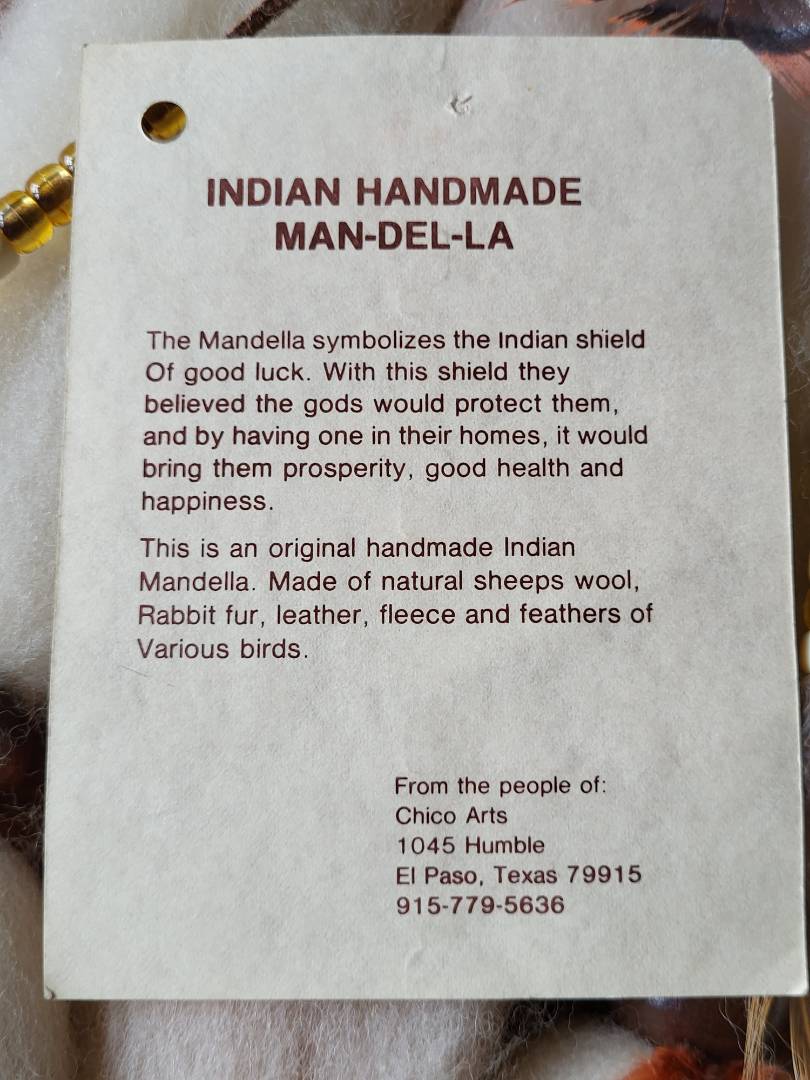 INDIAN HANDMADE
MAN-DEL-LA
The Mandella symbolizes the Indian shield
Of good luck. With this shield they
believed the gods would protect them,
and by having one in their homes, it would
bring them prosperity, good health and
happiness.
This is an original handmade Indian
Mandella. Made of natural sheeps wool,
Rabbit fur, leather, fleece and feathers of
Various birds.
From the people of:
Chico Arts
1045 Humble
El Paso, Texas 79915
915-779-5636